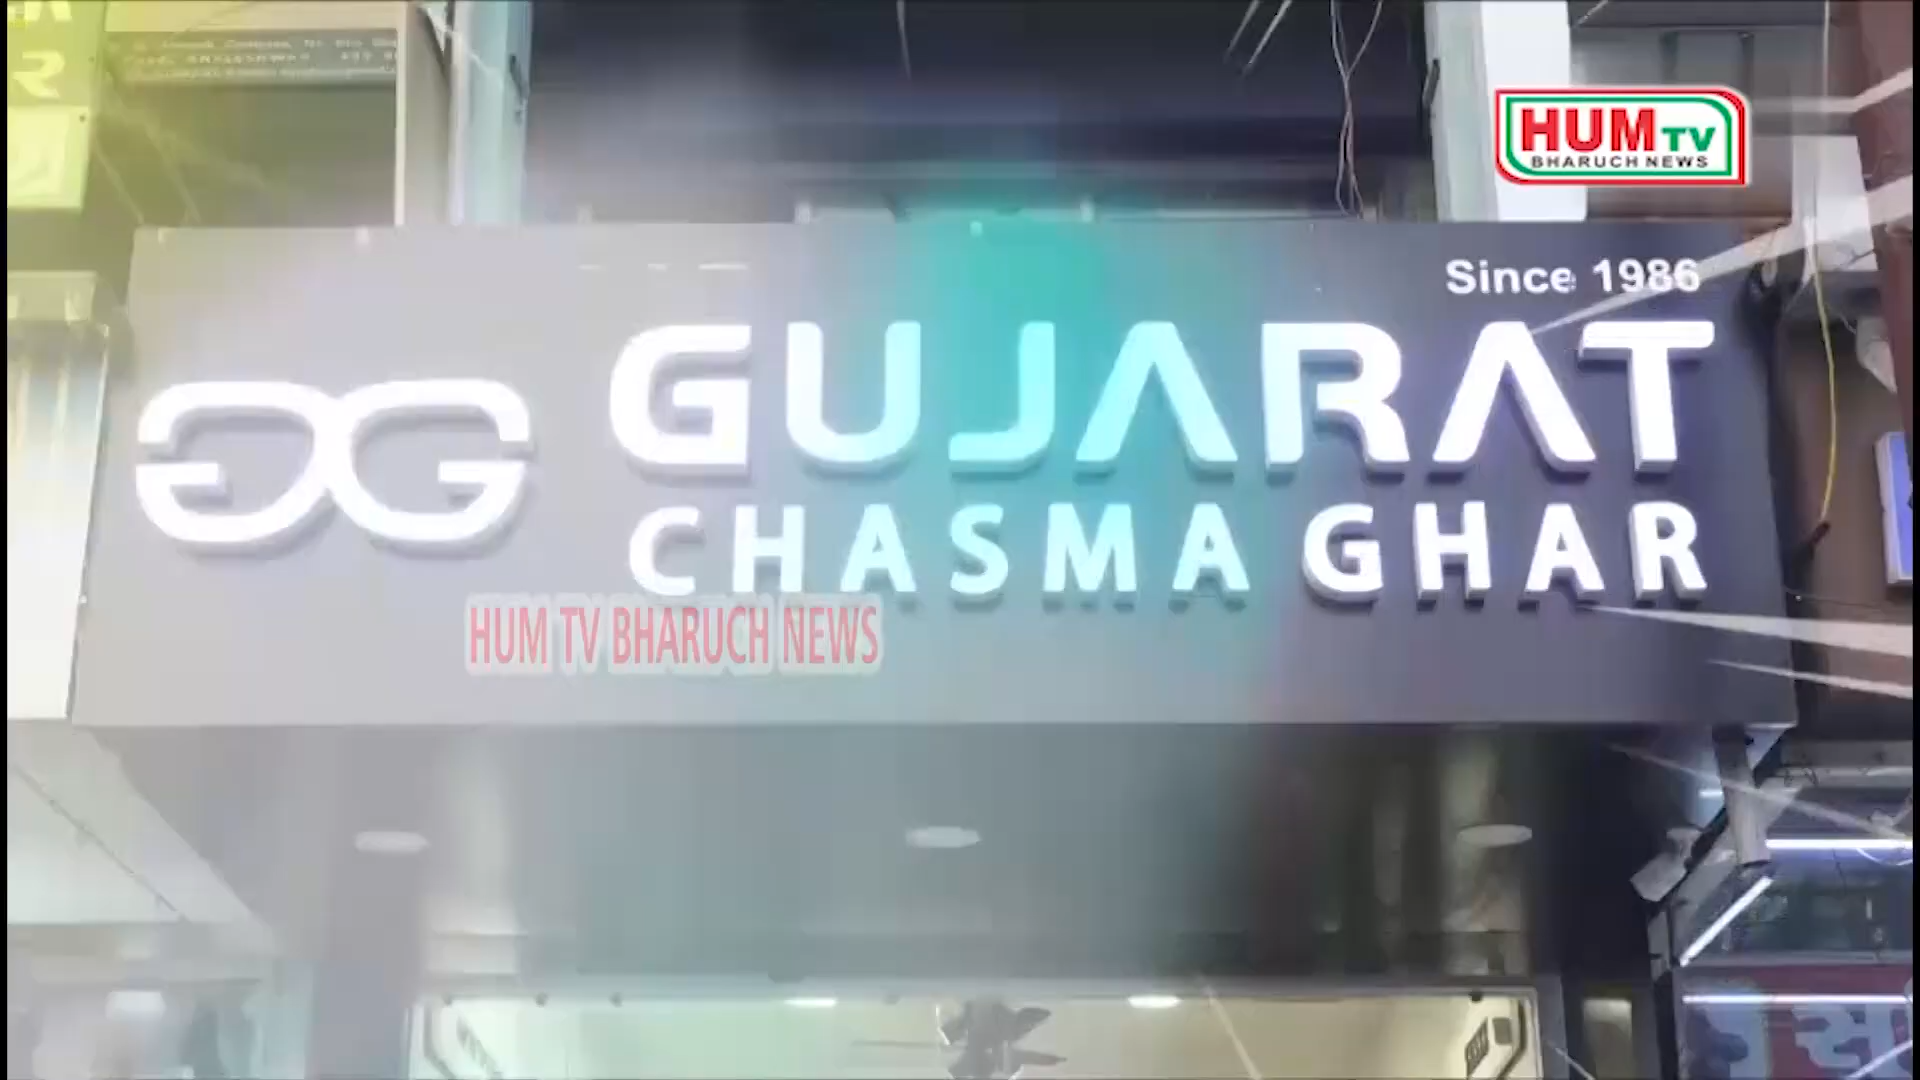 HUM TV
BHARUCH NEWS
Since 1986
GG GUJARAT
CHASMA GHAR
HUM TV BHARUCH NEWS